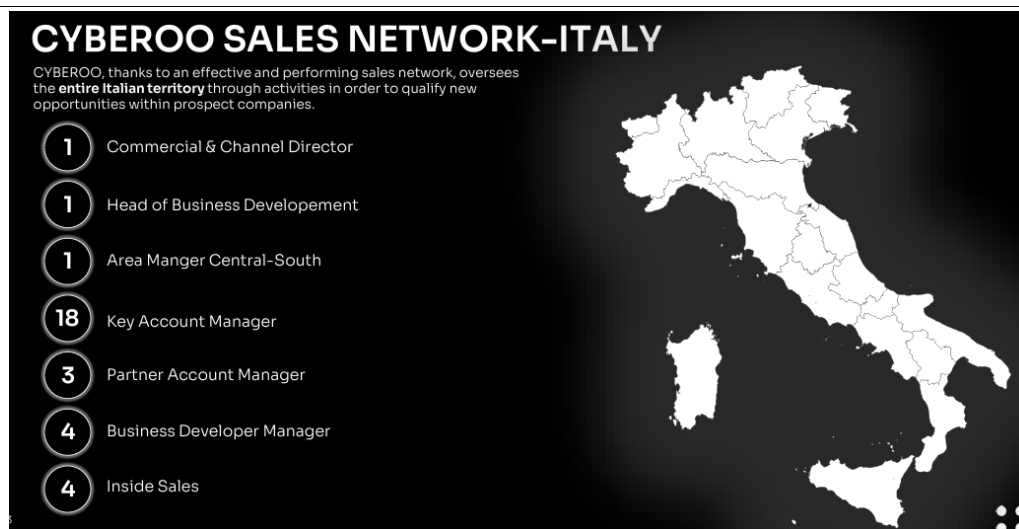 CYBEROO SALES NETWORK-ITALY
CYBEROO, thanks to an effective and performing sales network, oversees
the entire Italian territory through activities in order to qualify new
opportunities within prospect companies.
1 Commercial & Channel Director
1 Head of Business Developement
1 Area Manger Central-South
18 Key Account Manager
3 Partner Account Manager
4 Business Developer Manager
4 Inside Sales